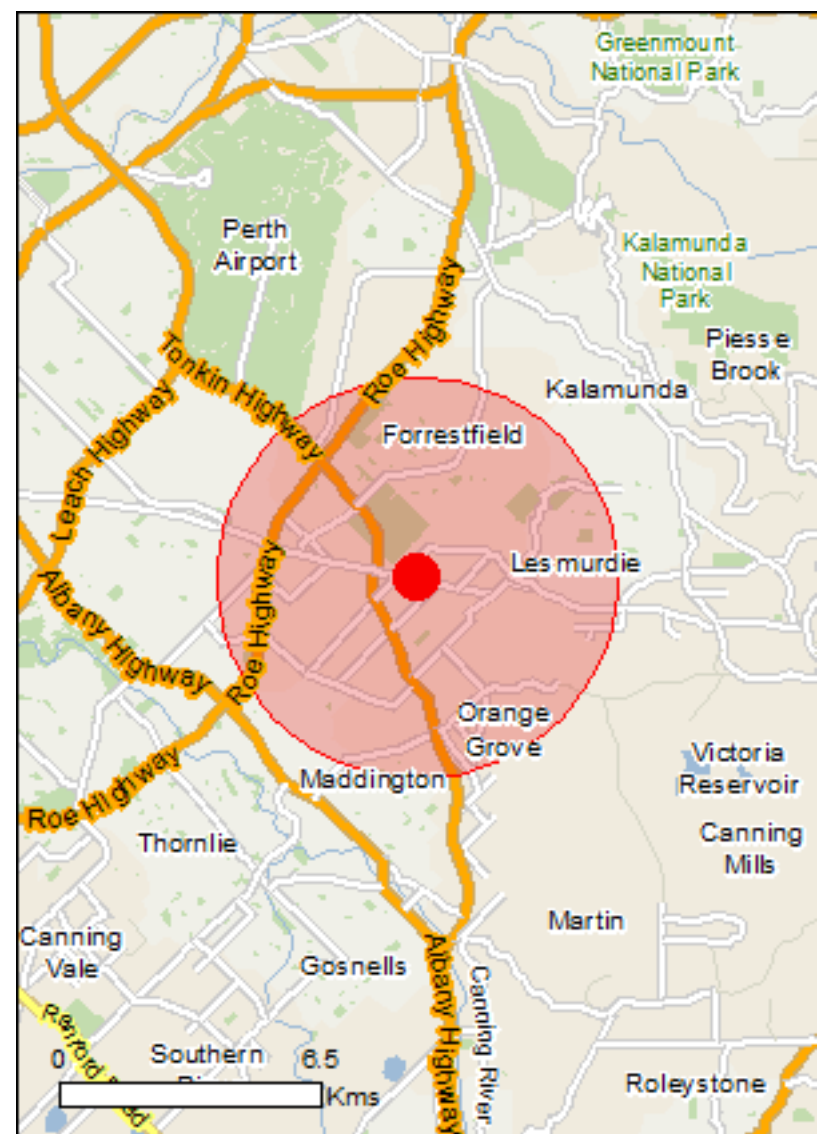 Greenmount
National Park
Perth
Airport
Kalamunda
National
Park
Piesse
Brook
Roe Highway
Tonkin Highway
Kalamunda
Leach Highway
Forrestfield
Lesmurdie
Roe Highway
Albany Highway
Orange
Grove
Victoria
Reservoir
Maddington
Roe Highway
Thornlie
Canning
Mills
Martin
Canning
Vale
Gosnells
Albany Highway
Canning River
Southern
0 6.5
Kms
Roleystone